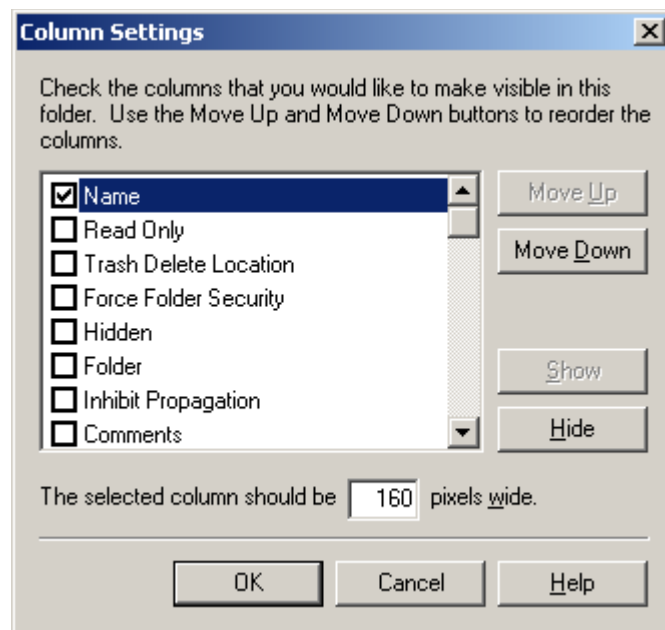 Column Settings
Check the columns that you would like to make visible in this
folder.  Use the Move Up and Move Down buttons to reorder the
columns.
Name
Read Only
Trash Delete Location
Force Folder Security
Hidden
Folder
Inhibit Propagation
Comments
Move Up
Move Down
Show
Hide
The selected column should be 160 pixels wide.
OK Cancel Help